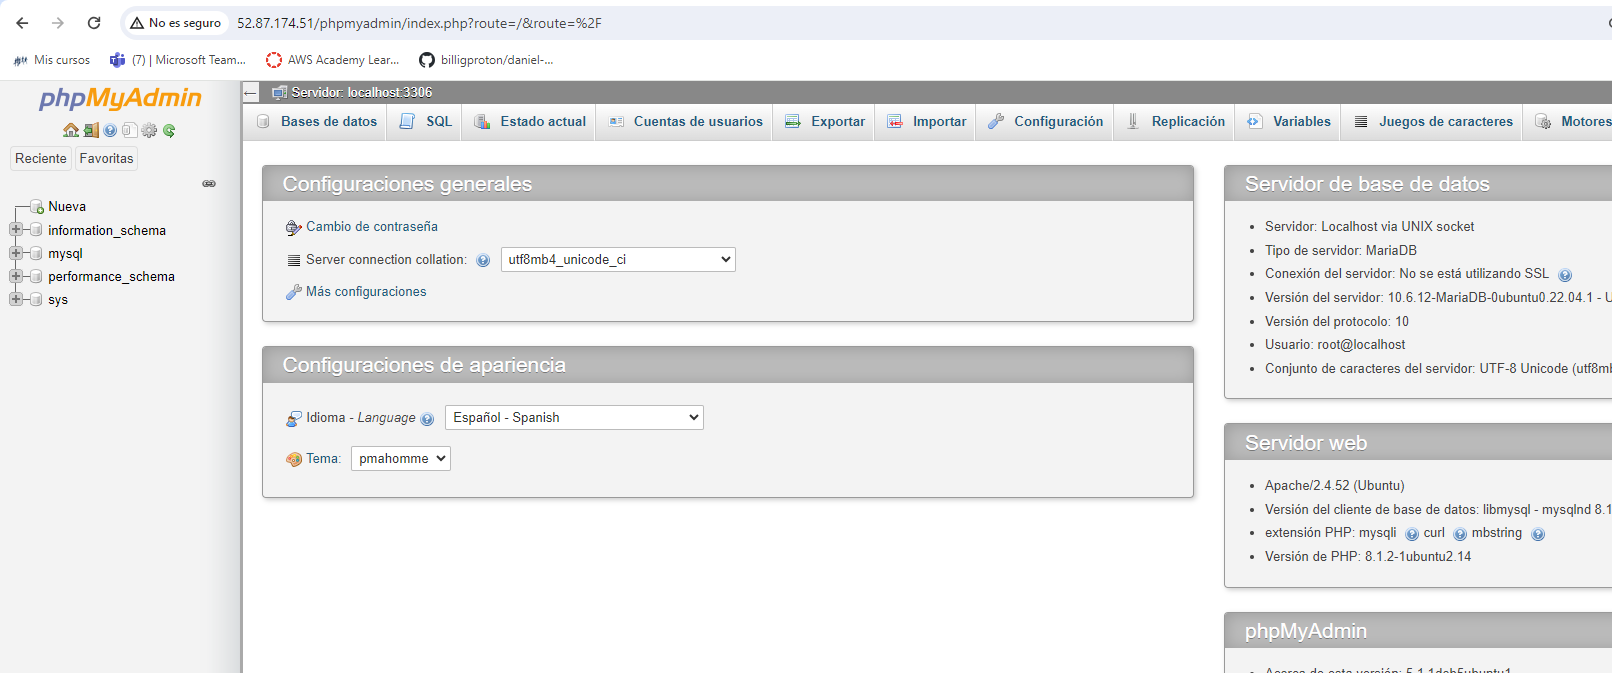 No es seguro 52.87.174.51/phpmyadmin/index.php?route=/&route=%2F
Mis cursos (7) | Microsoft Team... AWS Academy Lear... billigproton/daniel-...
phpMyAdmin
Reciente Favoritas
Nueva
information_schema
mysql
performance_schema
sys
Servidor: localhost:3306
Bases de datos SQL Estado actual Cuentas de usuarios Exportar Importar Configuración Replicación Variables Juegos de caracteres Motores
Configuraciones generales
Cambio de contraseña
Server connection collation: utf8mb4_unicode_ci
Más configuraciones
Configuraciones de apariencia
Idioma - Language Español - Spanish
Tema: pmahomme
Servidor de base de datos
Servidor: Localhost via UNIX socket
Tipo de servidor: MariaDB
Conexión del servidor: No se está utilizando SSL
Versión del servidor: 10.6.12-MariaDB-0ubuntu0.22.04.1 - U
Versión del protocolo: 10
Usuario: root@localhost
Conjunto de caracteres del servidor: UTF-8 Unicode (utf8mb
Servidor web
Apache/2.4.52 (Ubuntu)
Versión del cliente de base de datos: libmysql - mysqlnd 8.1
extensión PHP: mysqli curl mbstring
Versión de PHP: 8.1.2-1ubuntu2.14
phpMyAdmin
Acerca de esta versión: 5.1.1deb5ubuntu1